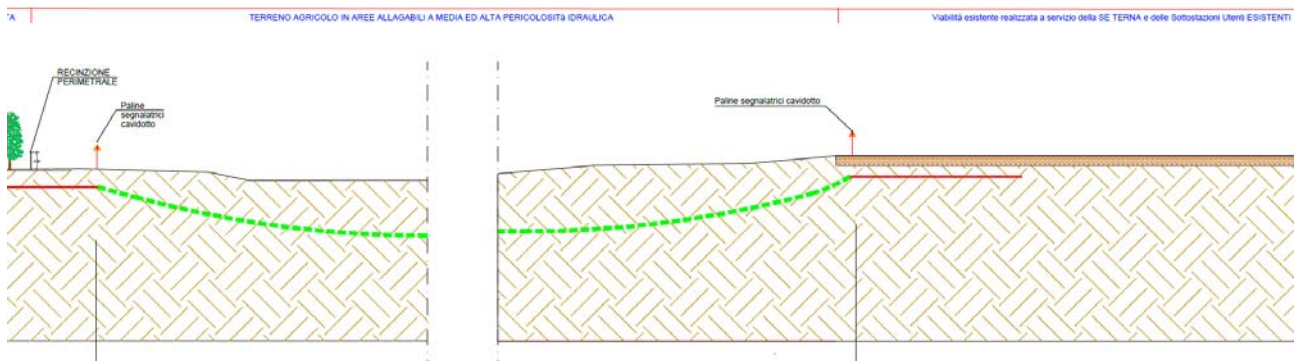 TA
TERRENO AGRICOLO IN AREE ALLAGABILI A MEDIA ED ALTA PERICOLOSITà IDRAULICA
Viabilità esistente realizzata a servizio della SE TERNA e delle Sottostazioni Utenti ESISTENTI
RECINZIONE
PERIMETRALE
Paline
segnalatrici
cavidotto
Paline segnalatrici cavidotto